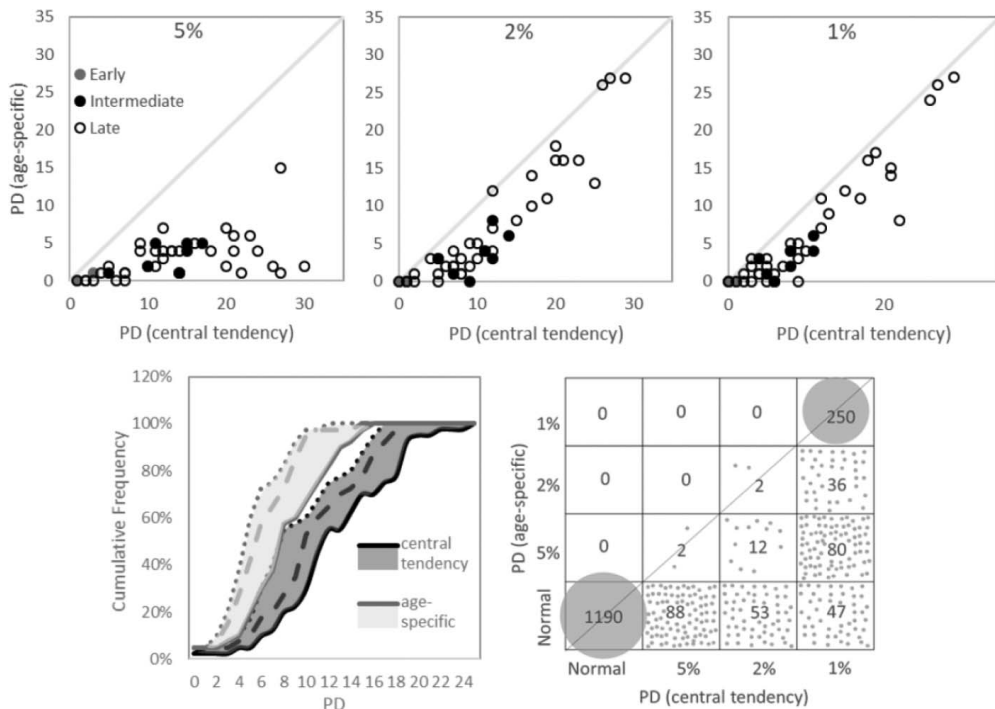 5%
2%
1%
35
30
25
20
15
10
5
0
35
30
25
20
15
10
5
0
35
30
25
20
15
10
5
0
PD (age-specific)
Early
Intermediate
Late
0 10 20 30
0 10 20 30
0 20
PD (central tendency)
PD (central tendency)
PD (central tendency)
120%
100%
80%
60%
40%
20%
0%
Cumulative Frequency
central
tendency
age-
specific
0 2 4 6 8 10 12 14 16 18 20 22 24
PD
PD (age-specific)
1% 0 0 0 250
2% 0 0 2 36
5% 0 2 12 80
Normal 1190 88 53 47
Normal 5% 2% 1%
PD (central tendency)